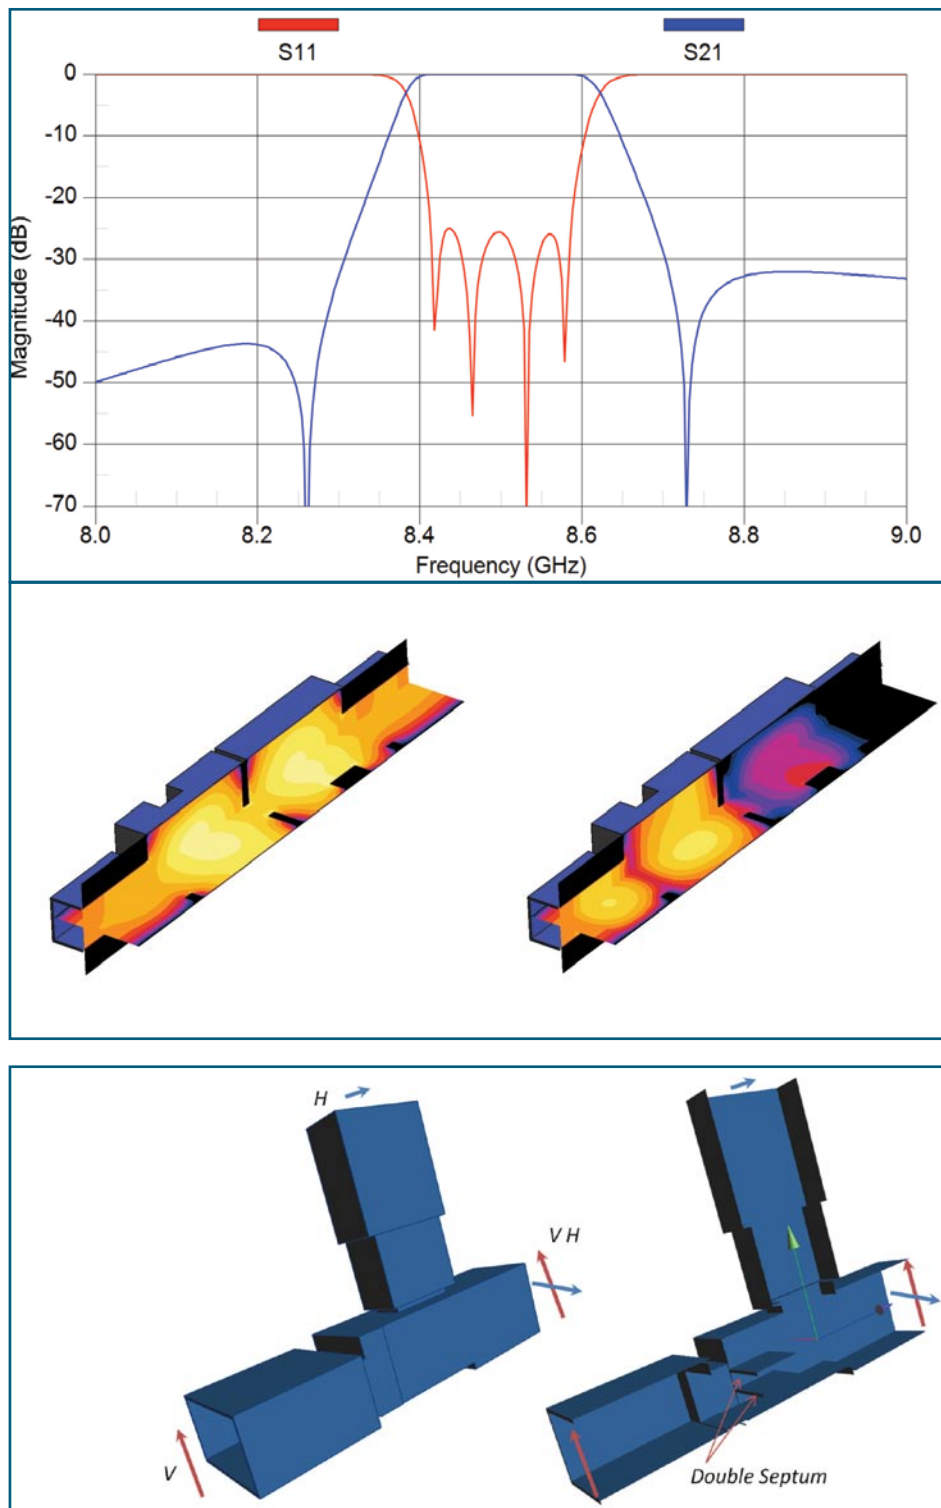 S11 S21
0
-10
-20
-30
-40
-50
-60
-70
Magnitude (dB)
8.0 8.2 8.4 8.6 8.8 9.0
Frequency (GHz)
H
V H
V
Double Septum